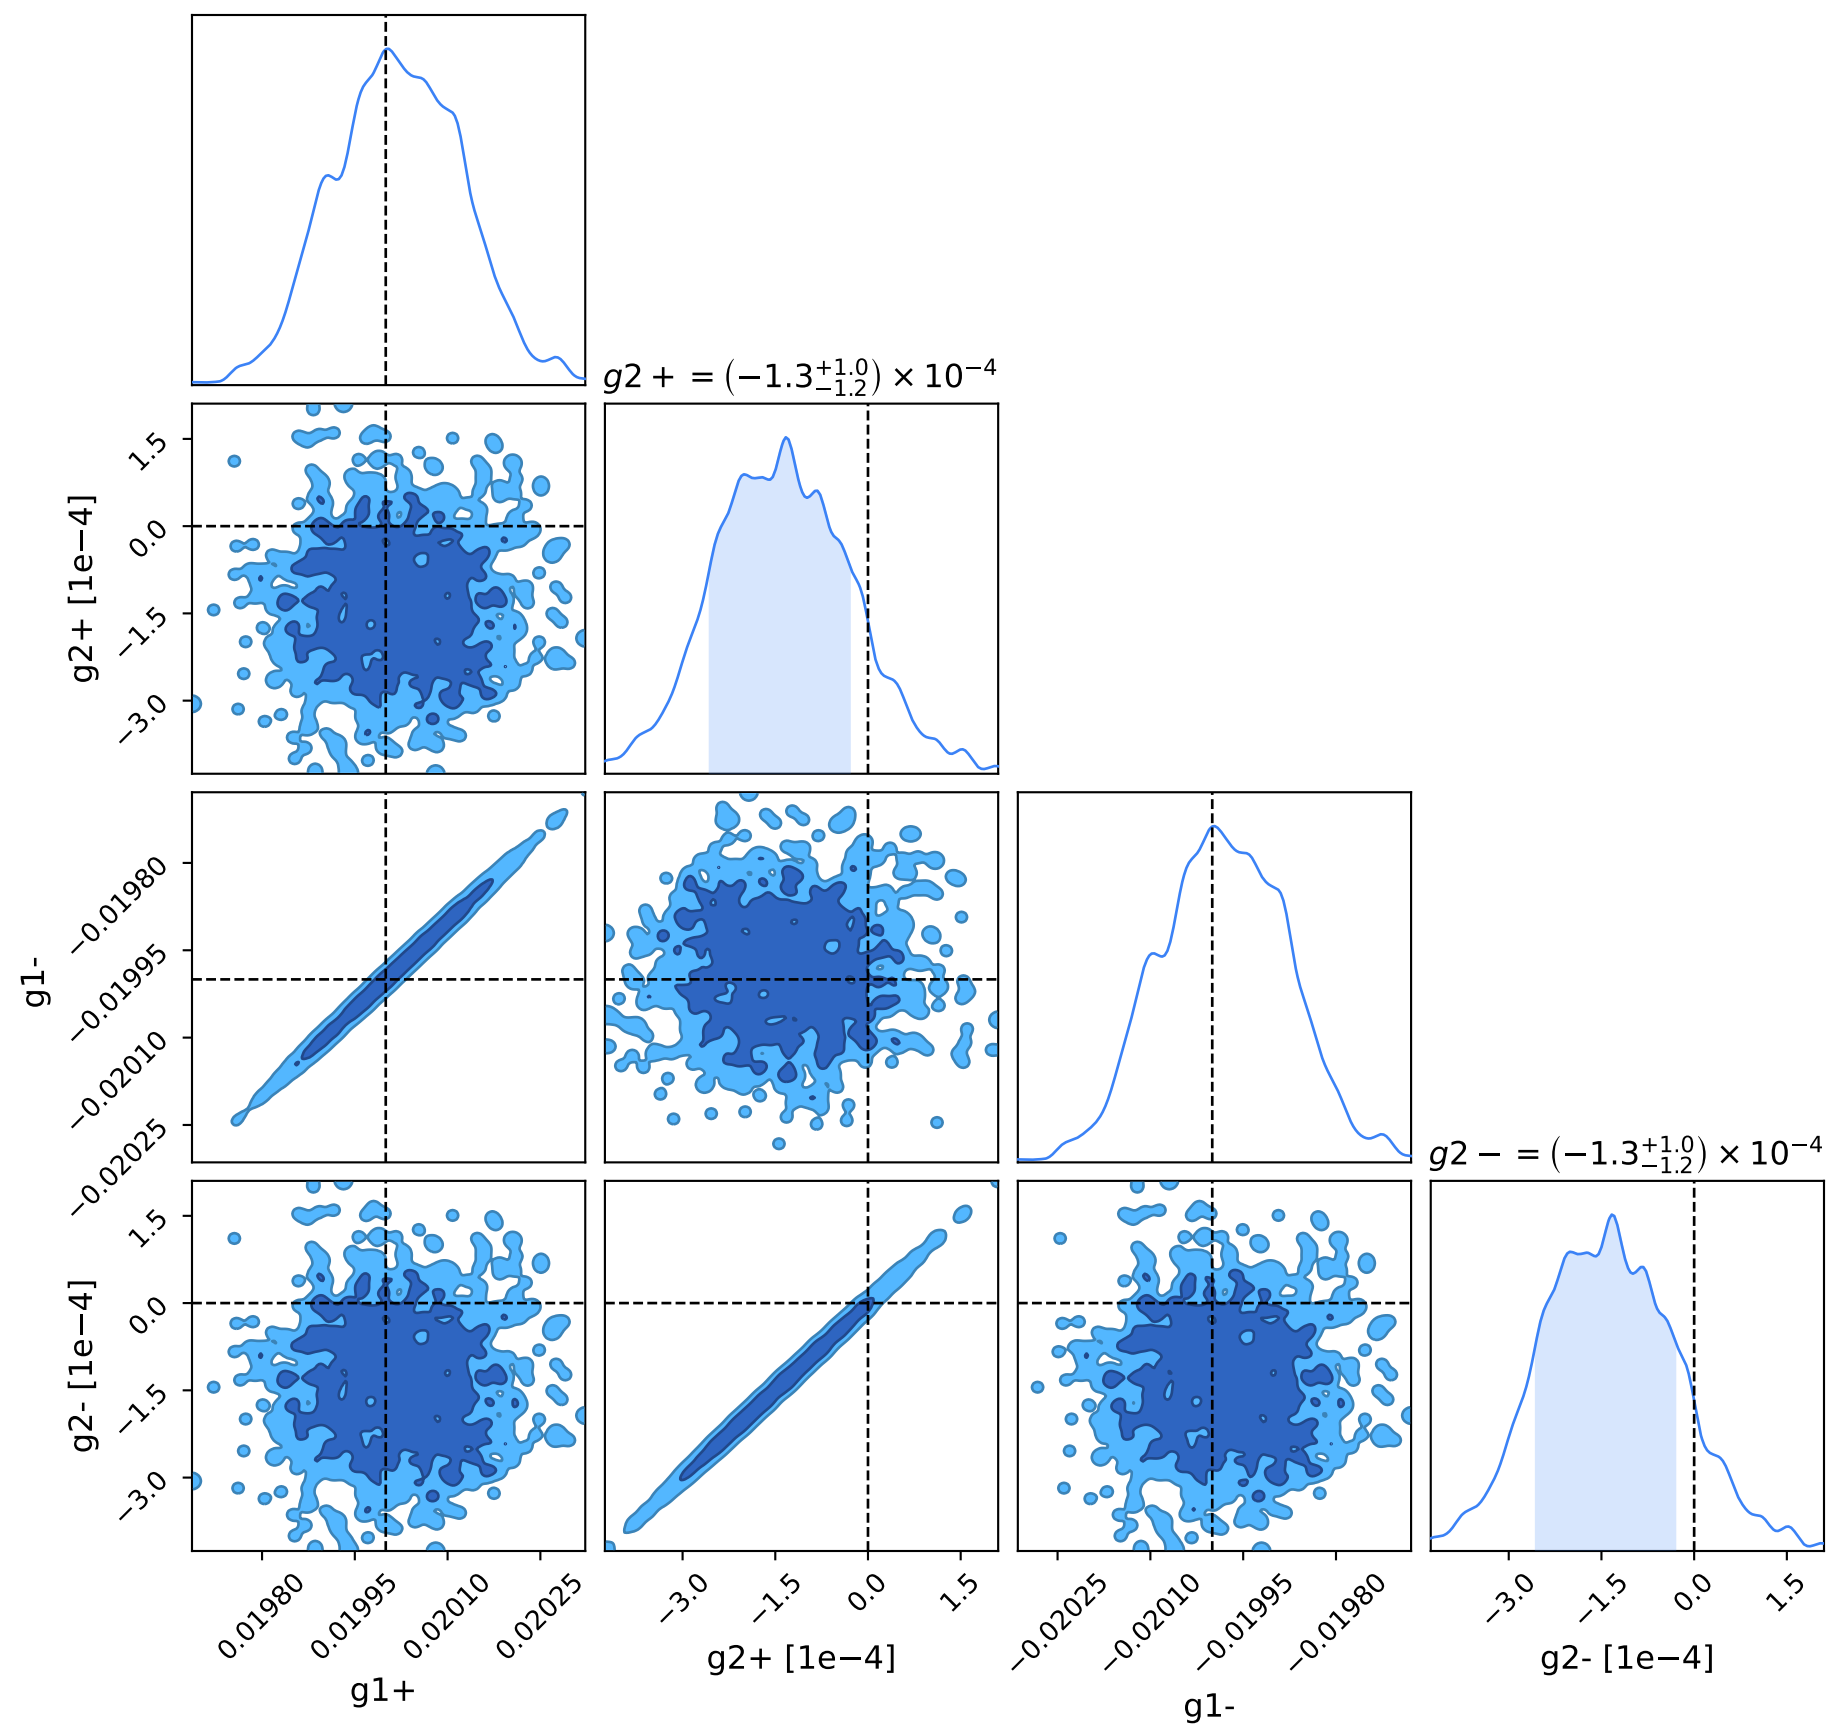 g2 + = (−1.3 +1.0 −1.2) × 10−4
1.5
0.0
−1.5
−3.0
g2+ [1e−4]
−0.01980
−0.01995
−0.02010
−0.02025
g1-
g2 − = (−1.3 +1.0 −1.2) × 10−4
1.5
0.0
−1.5
−3.0
g2- [1e−4]
0.01980 0.01995 0.02010 0.02025
−3.0 −1.5 0.0 1.5
−0.02025 −0.02010 −0.01995 −0.01980
−3.0 −1.5 0.0 1.5
g1+
g2+ [1e−4]
g1-
g2- [1e−4]